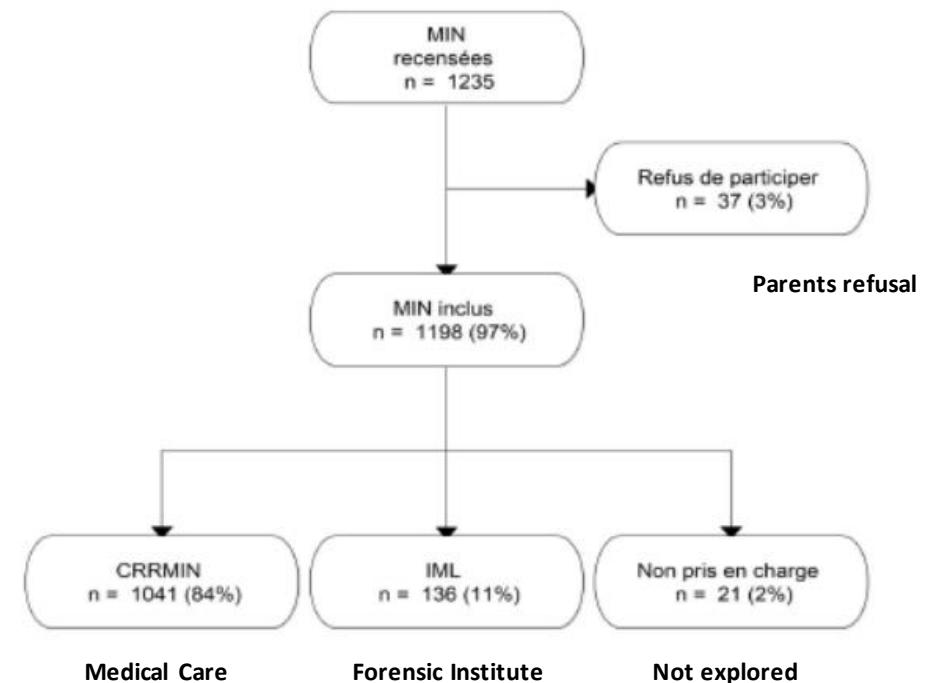 MIN
recensées
n = 1235
Refus de participer
n = 37 (3%)
Parents refusal
MIN inclus
n = 1198 (97%)
CRRMIN
n = 1041 (84%)
IML
n = 136 (11%)
Non pris en charge
n = 21 (2%)
Medical Care
Forensic Institute
Not explored